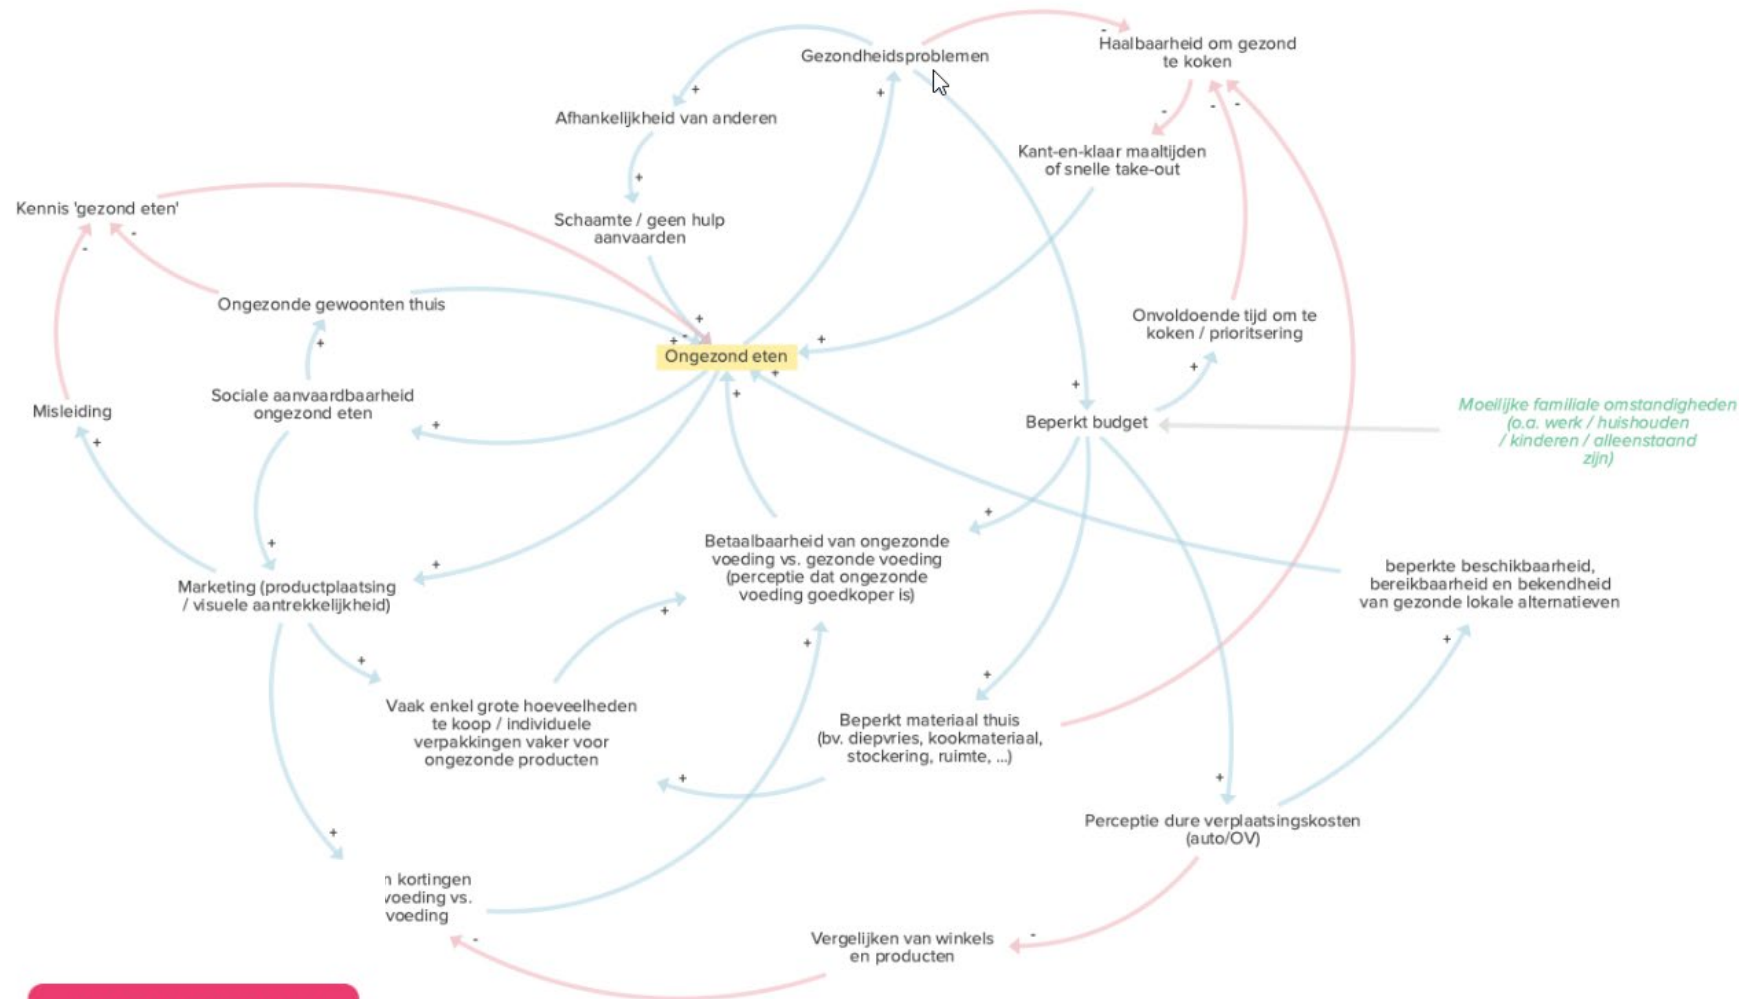 Gezondheidsproblemen
Haalbaarheid om gezond
te koken
Afhankelijkheid van anderen
Kant-en-klaar maaltijden
of snelle take-out
Kennis 'gezond eten'
Schaamte / geen hulp
aanvaarden
Ongezonde gewoonten thuis
Onvoldoende tijd om te
koken / prioritsering
Ongezond eten
Misleiding
Sociale aanvaardbaarheid
ongezond eten
Beperkt budget
Moeilijke familiale omstandigheden
(o.a. werk / huishouden
/ kinderen / alleenstaand
zijn)
Betaalbaarheid van ongezonde
voeding vs. gezonde voeding
(perceptie dat ongezonde
voeding goedkoper is)
beperkte beschikbaarheid,
bereikbaarheid en bekendheid
van gezonde lokale alternatieven
Marketing (productplaatsing
/ visuele aantrekkelijkheid)
Vaak enkel grote hoeveelheden
te koop / individuele
verpakkingen vaker voor
ongezonde producten
Beperkt materiaal thuis
(bv. diepvries, kookmateriaal,
stockering, ruimte, ...)
Perceptie dure verplaatsingskosten
(auto/OV)
n kortingen
voeding vs.
voeding
Vergelijken van winkels
en producten